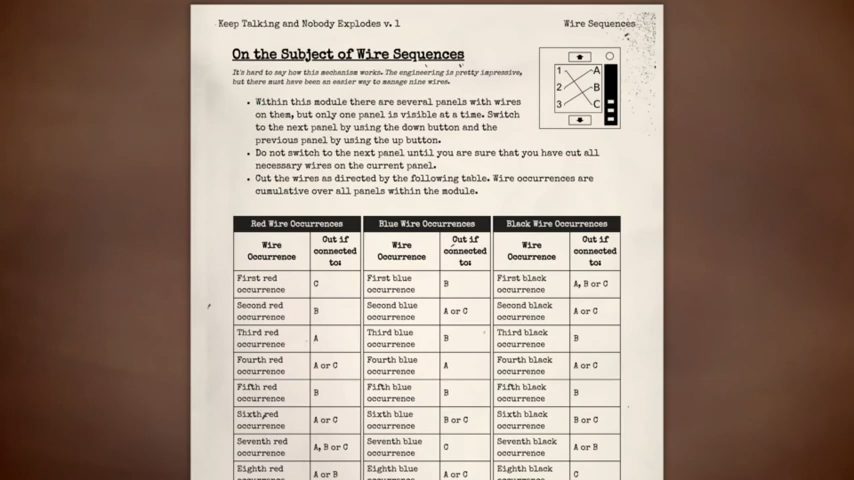 Keep Talking and Nobody Explodes v. 1
Wire Sequences
On the Subject of Wire Sequences
It's hard to say how this mechanism works. The engineering is pretty impressive,
but there must have been an easier way to manage nine wires.
1 A
2 B
3 C
• Within this module there are several panels with wires
on them, but only one panel is visible at a time. Switch
to the next panel by using the down button and the
previous panel by using the up button.
• Do not switch to the next panel until you are sure that you have cut all
necessary wires on the current panel.
• Cut the wires as directed by the following table. Wire occurrences are
cumulative over all panels within the module.
Red Wire Occurrences
Wire Occurrence
Cut if connected to:
First red occurrence
C
Second red occurrence
B
Third red occurrence
A
Fourth red occurrence
A or C
Fifth red occurrence
B
Sixth red occurrence
A or C
Seventh red occurrence
A, B or C
Eighth red
A or B
Blue Wire Occurrences
Wire Occurrence
Cut if connected to:
First blue occurrence
B
Second blue occurrence
A or C
Third blue occurrence
B
Fourth blue occurrence
A
Fifth blue occurrence
B
Sixth blue occurrence
B or C
Seventh blue occurrence
C
Eighth blue
A or C
Black Wire Occurrences
Wire Occurrence
Cut if connected to:
First black occurrence
A, B or C
Second black occurrence
A or C
Third black occurrence
B
Fourth black occurrence
A or C
Fifth black occurrence
B
Sixth black occurrence
B or C
Seventh black occurrence
A or B
Eighth black
C